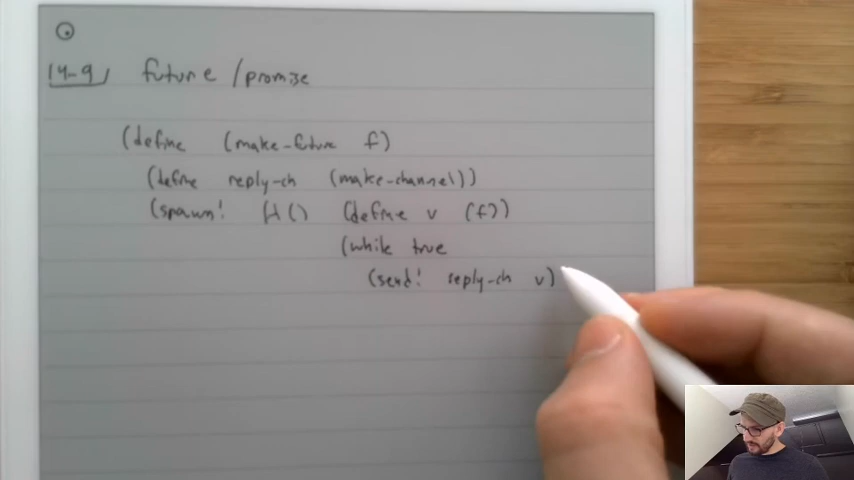 14-9/ future /promise
(define (make-future f)
(define reply-ch (make-channel))
(spawn! (λ () (define v (f))
(while true
(send! reply-ch v)